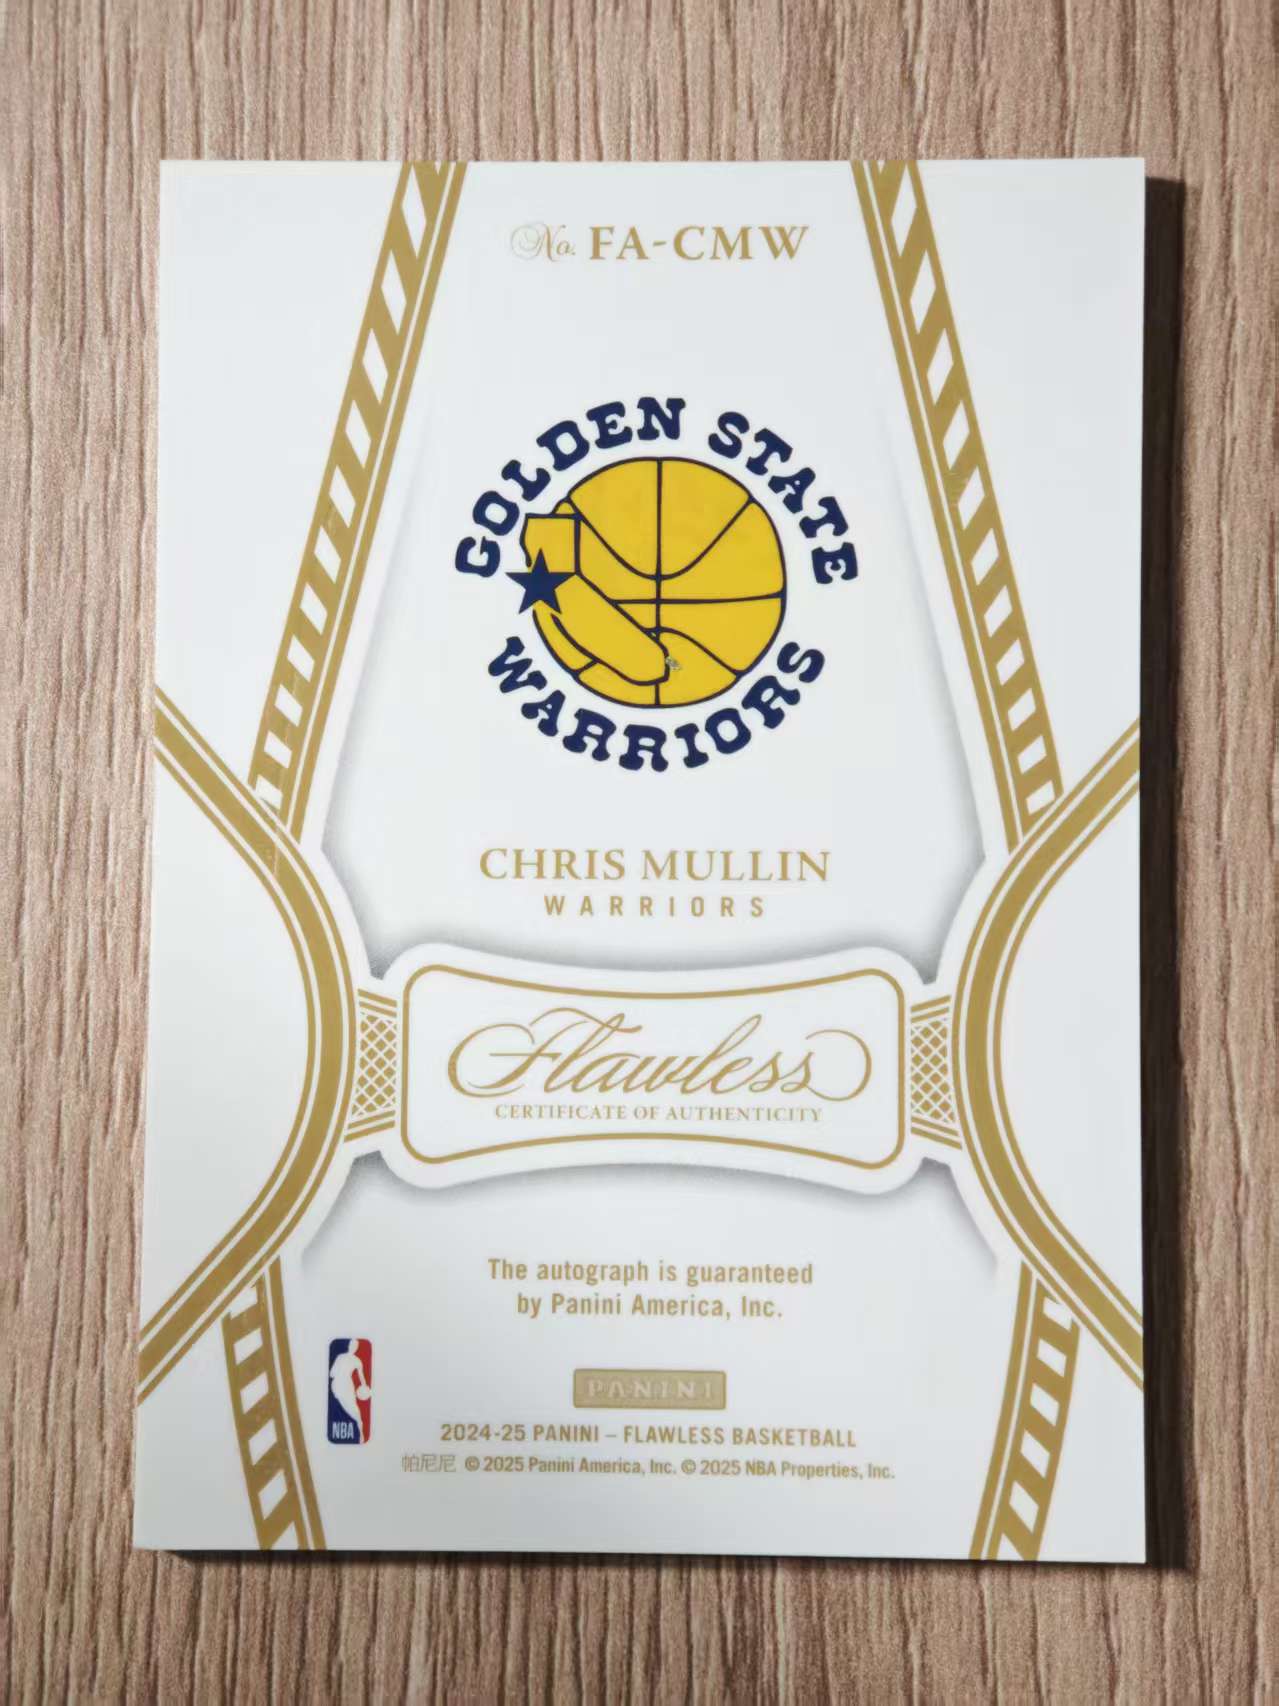 No. FA-CMW
GOLDEN STATE
WARRIORS
CHRIS MULLIN
WARRIORS
Flawless
CERTIFICATE OF AUTHENTICITY
The autograph is guaranteed
by Panini America, Inc.
NBA
PANINI
2024-25 PANINI – FLAWLESS BASKETBALL
帕尼尼 © 2025 Panini America, Inc. © 2025 NBA Properties, Inc.